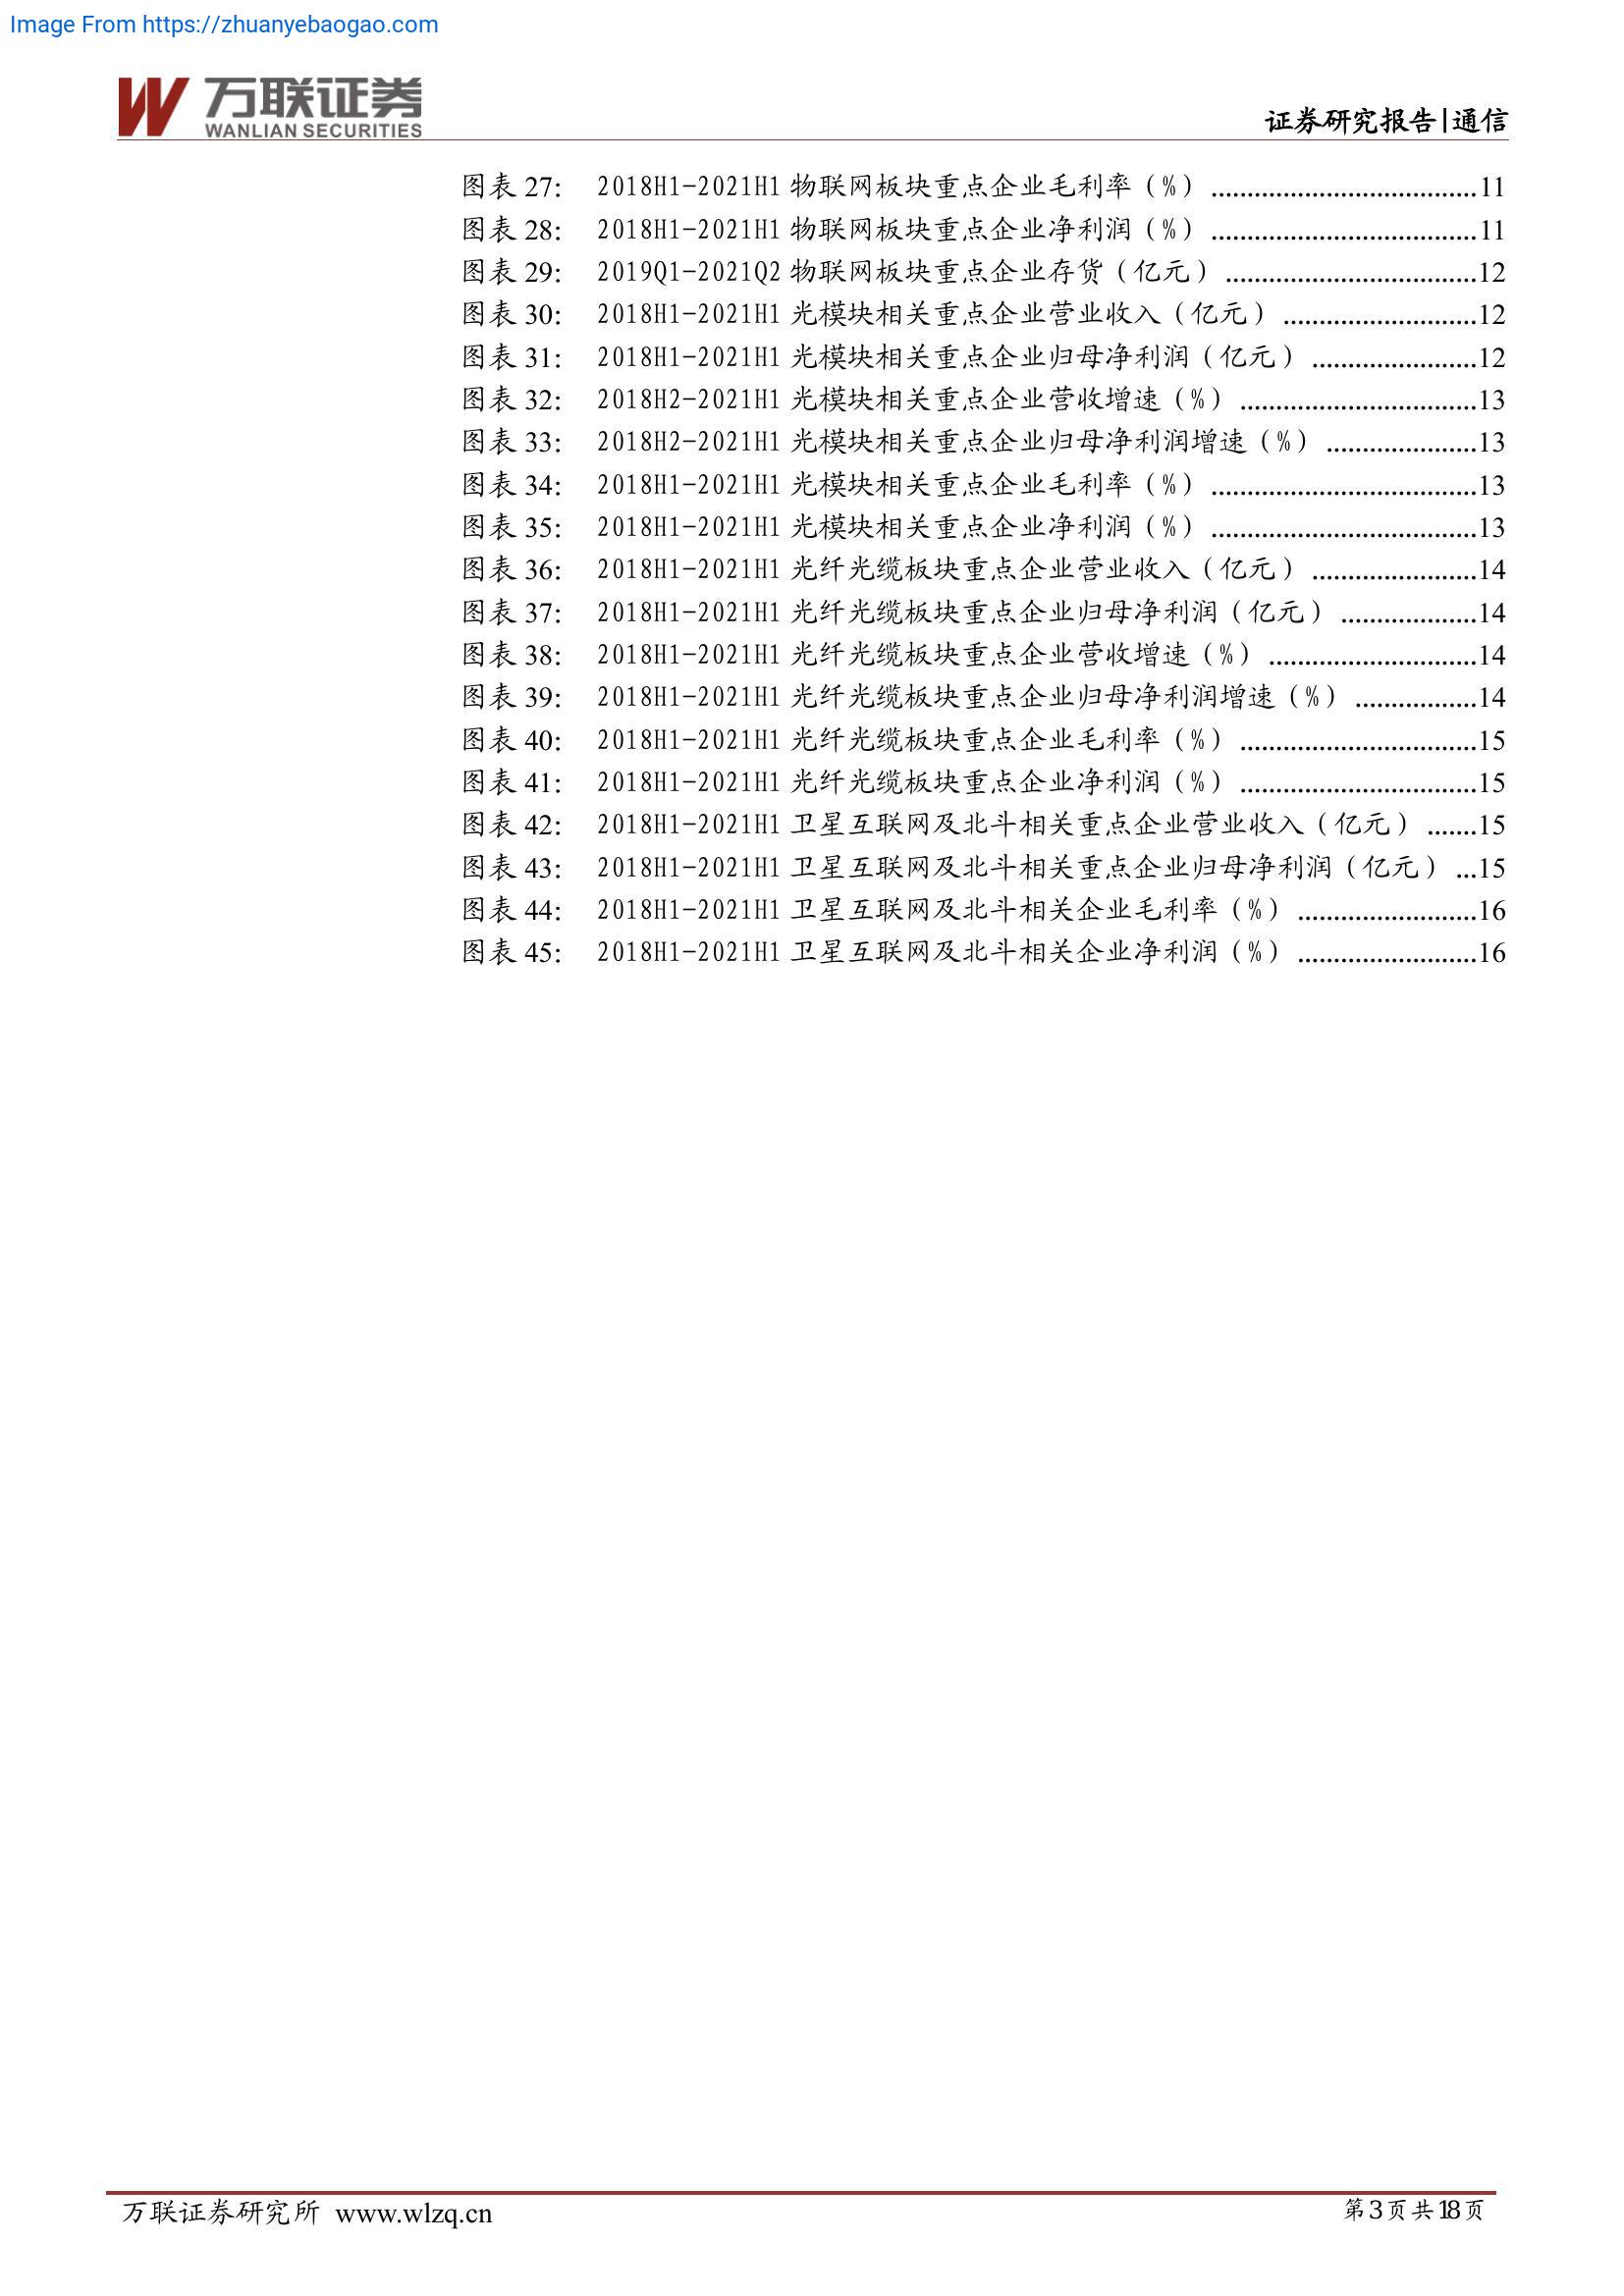 Image From https://zhuanyebaogao.com
万联证券
WANLIAN SECURITIES
证券研究报告|通信
图表 27： 2018H1-2021H1 物联网板块重点企业毛利率（%） .....................................11
图表 28： 2018H1-2021H1 物联网板块重点企业净利润（%） .....................................11
图表 29： 2019Q1-2021Q2 物联网板块重点企业存货（亿元） ...................................12
图表 30： 2018H1-2021H1 光模块相关重点企业营业收入（亿元） ...........................12
图表 31： 2018H1-2021H1 光模块相关重点企业归母净利润（亿元） .......................12
图表 32： 2018H2-2021H1 光模块相关重点企业营收增速（%） .................................13
图表 33： 2018H2-2021H1 光模块相关重点企业归母净利润增速（%） .....................13
图表 34： 2018H1-2021H1 光模块相关重点企业毛利率（%） .....................................13
图表 35： 2018H1-2021H1 光模块相关重点企业净利润（%） .....................................13
图表 36： 2018H1-2021H1 光纤光缆板块重点企业营业收入（亿元） .......................14
图表 37： 2018H1-2021H1 光纤光缆板块重点企业归母净利润（亿元） ...................14
图表 38： 2018H1-2021H1 光纤光缆板块重点企业营收增速（%） .............................14
图表 39： 2018H1-2021H1 光纤光缆板块重点企业归母净利润增速（%） .................14
图表 40： 2018H1-2021H1 光纤光缆板块重点企业毛利率（%） .................................15
图表 41： 2018H1-2021H1 光纤光缆板块重点企业净利润（%） .................................15
图表 42： 2018H1-2021H1 卫星互联网及北斗相关重点企业营业收入（亿元） .......15
图表 43： 2018H1-2021H1 卫星互联网及北斗相关重点企业归母净利润（亿元） ...15
图表 44： 2018H1-2021H1 卫星互联网及北斗相关企业毛利率（%） .........................16
图表 45： 2018H1-2021H1 卫星互联网及北斗相关企业净利润（%） .........................16
万联证券研究所 www.wlzq.cn
第3页共18页